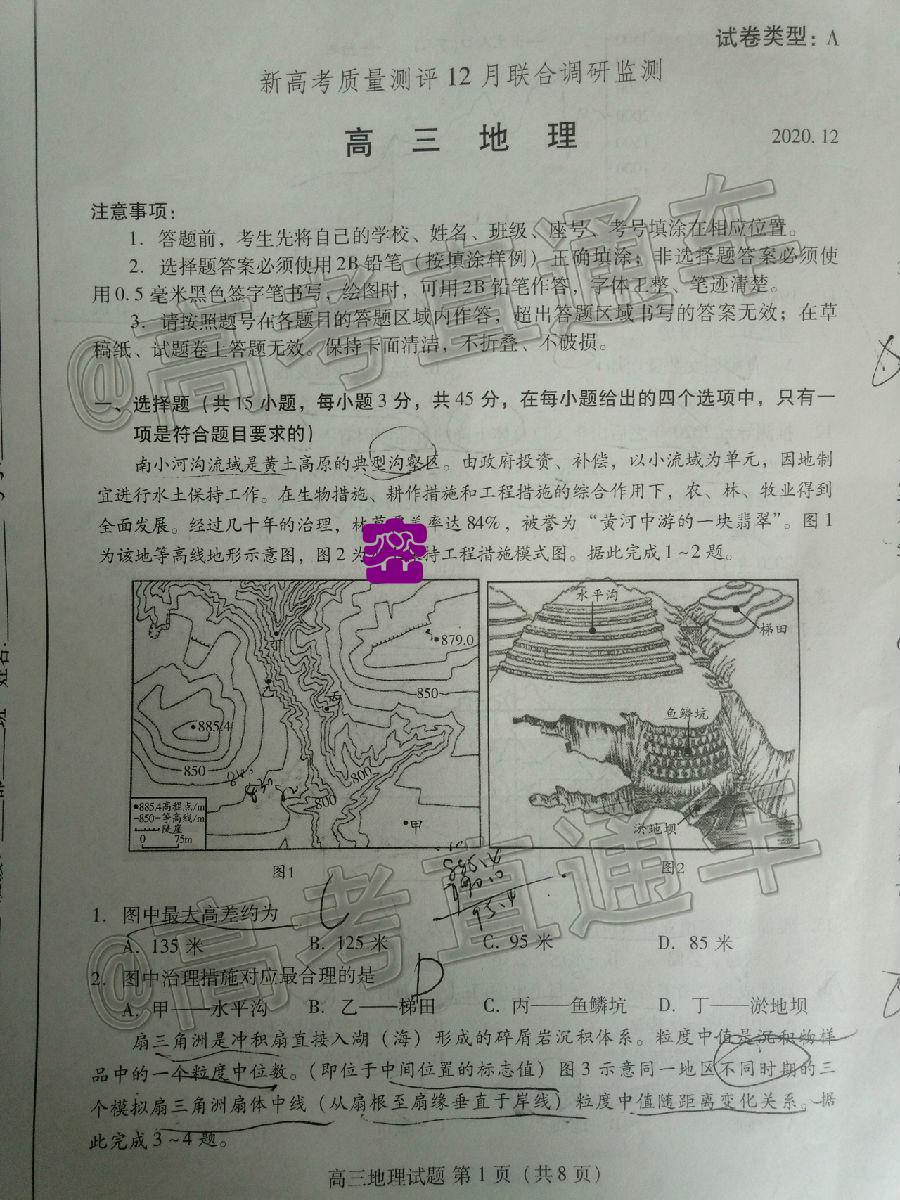 试卷类型：A
新高考质量测评12月联合调研监测
高三地理
2020.12
注意事项：
1. 答题前，考生先将自己的学校、姓名、班级、座号、考号填涂在相应位置。
2. 选择题答案必须使用2B铅笔（按填涂样例）正确填涂；非选择题答案必须使
用0.5毫米黑色签字笔书写，绘图时，可用2B铅笔作答，字体工整、笔迹清楚。
3. 请按照题号在各题目的答题区域内作答，超出答题区域书写的答案无效；在草
稿纸、试题卷上答题无效。保持卡面清洁，不折叠、不破损。
@高考直通车
一、选择题（共15小题，每小题3分，共45分，在每小题给出的四个选项中，只有一
项是符合题目要求的）
南小河沟流域是黄土高原的典型沟壑区。由政府投资、补偿，以小流域为单元，因地制
宜进行水土保持工作。在生物措施、耕作措施和工程措施的综合作用下，农、林、牧业得到
全面发展。经过几十年的治理，林草覆盖率达84%，被誉为“黄河中游的一块翡翠”。图1
为该地等高线地形示意图，图2为持工程措施模式图。据此完成1~2题。
879.0
850
乙
丙
885.4
850
800
800
甲
•885.4高程点/m
-850-等高线/m
陡崖
0 75m
图1
水平沟
梯田
鱼鳞坑
淤地坝
图2
885.4
790.0
95.4
1. 图中最大高差约为 C
A. 135米 B. 125米 C. 95米 D. 85米
2. 图中治理措施对应最合理的是 D
A. 甲——水平沟 B. 乙——梯田 C. 丙——鱼鳞坑 D. 丁——淤地坝
@高考直通车
扇三角洲是冲积扇直接入湖（海）形成的碎屑岩沉积体系。粒度中值是沉积物样
品中的一个粒度中位数。（即位于中间位置的标志值）图3示意同一地区不同时期的三
个模拟扇三角洲扇体中线（从扇根至扇缘垂直于岸线）粒度中值随距离变化关系。据
此完成3~4题。
高三地理试题 第1页（共8页）
姓名：
班